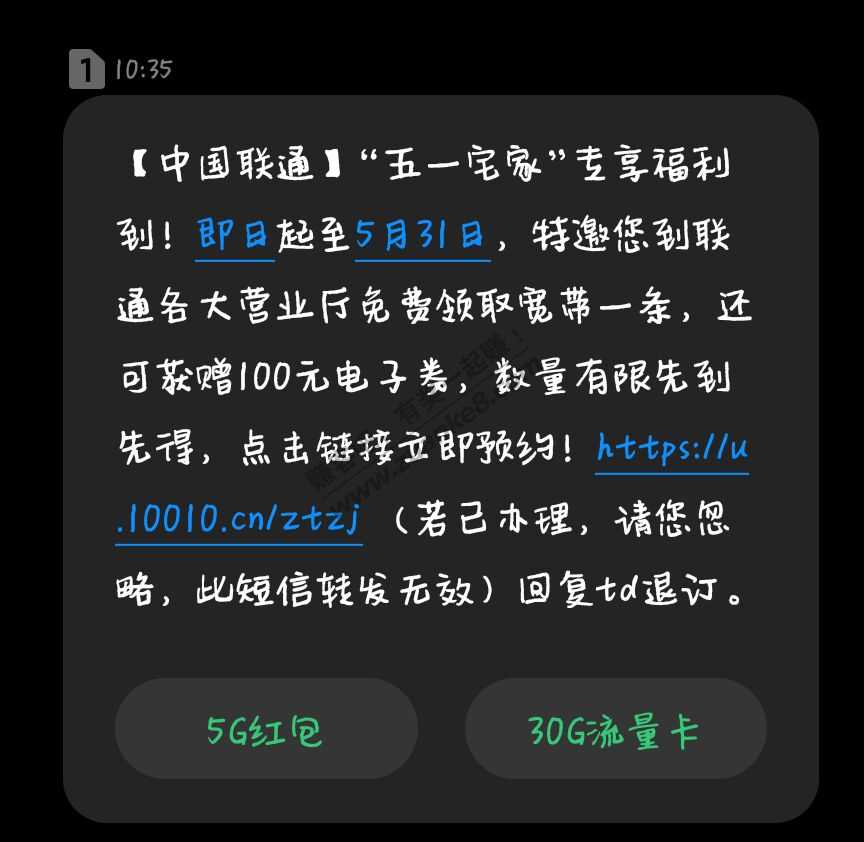 1 10:35
【中国联通】“五一宅家”专享福利
到！即日起至5月31日，特邀您到联
通各大营业厅免费领取宽带一条，还
可获赠100元电子券，数量有限先到
先得，点击链接立即预约！https://u
.10010.cn/ztzj （若已办理，请您忽
略，此短信转发无效）回复td退订。
5G红包
30G流量卡